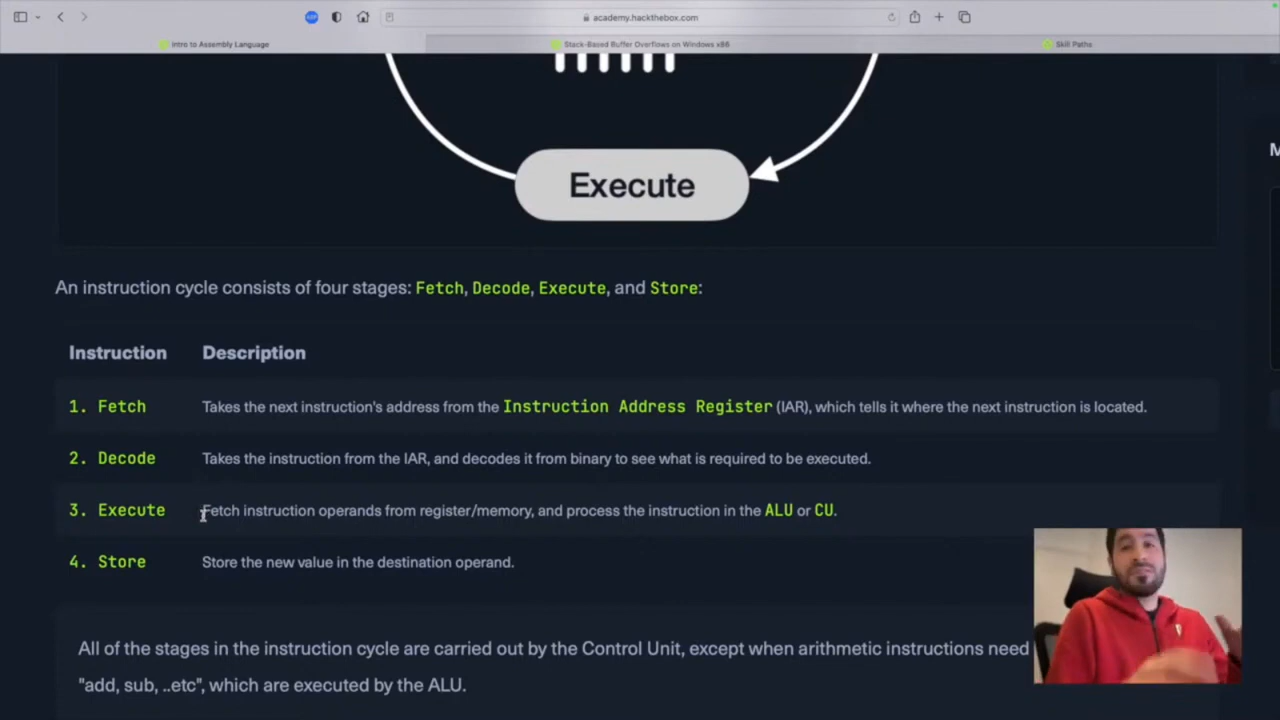 academy.hackthebox.com
Intro to Assembly Language
Stack-Based Buffer Overflows on Windows x86
Skill Paths
Execute
M
An instruction cycle consists of four stages: Fetch, Decode, Execute, and Store:
Instruction Description
1. Fetch Takes the next instruction's address from the Instruction Address Register (IAR), which tells it where the next instruction is located.
2. Decode Takes the instruction from the IAR, and decodes it from binary to see what is required to be executed.
3. Execute Fetch instruction operands from register/memory, and process the instruction in the ALU or CU.
4. Store Store the new value in the destination operand.
All of the stages in the instruction cycle are carried out by the Control Unit, except when arithmetic instructions need
"add, sub, ..etc", which are executed by the ALU.